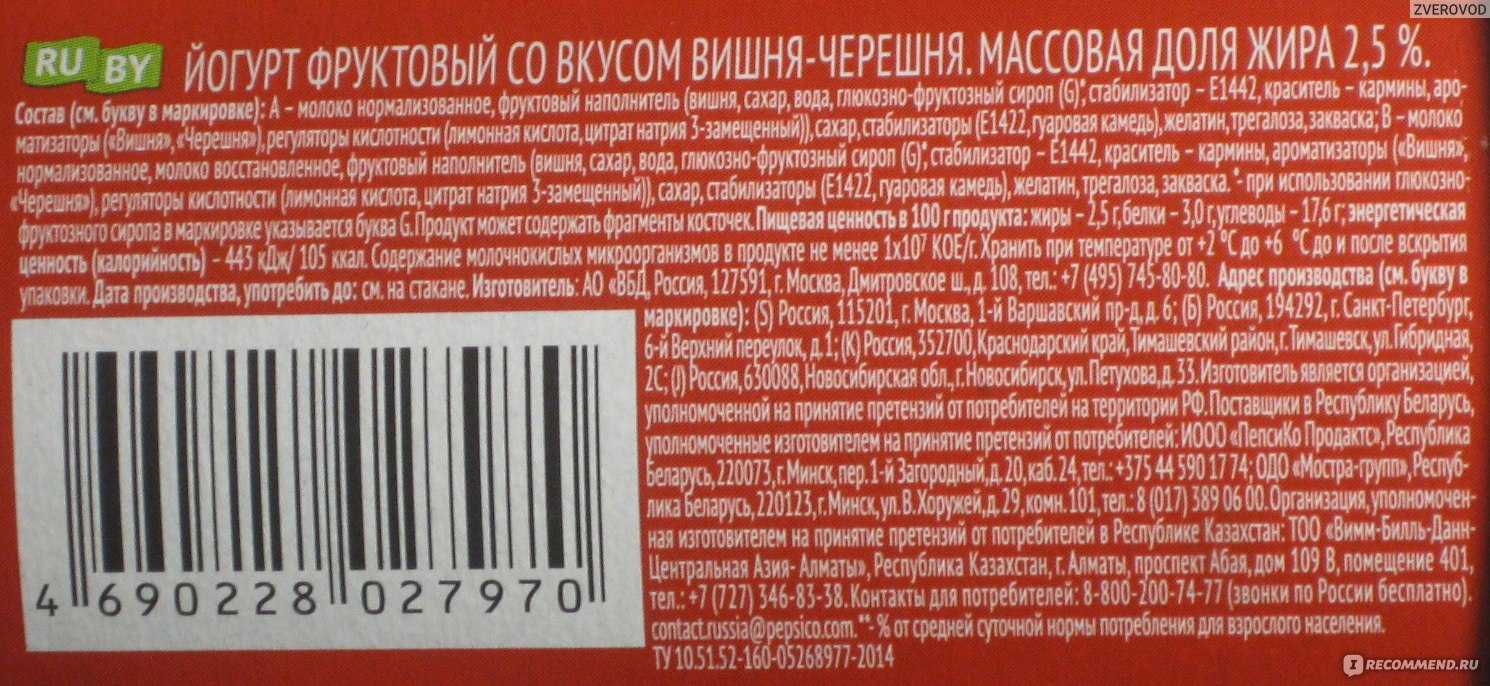 ZVEROVOD
RU BY ЙОГУРТ ФРУКТОВЫЙ СО ВКУСОМ ВИШНЯ-ЧЕРЕШНЯ. МАССОВАЯ ДОЛЯ ЖИРА 2,5 %.
Состав (см. букву в маркировке): А – молоко нормализованное, фруктовый наполнитель (вишня, сахар, вода, глюкозно-фруктозный сироп (G)*, стабилизатор – Е1442, краситель – кармины, аро-
матизаторы («Вишня», «Черешня»), регуляторы кислотности (лимонная кислота, цитрат натрия 3-замещенный)), сахар, стабилизаторы (Е1422, гуаровая камедь), желатин, трегалоза, закваска; В – молоко
нормализованное, молоко восстановленное, фруктовый наполнитель (вишня, сахар, вода, глюкозно-фруктозный сироп (G)*, стабилизатор – Е1442, краситель – кармины, ароматизаторы («Вишня»,
«Черешня»), регуляторы кислотности (лимонная кислота, цитрат натрия 3-замещенный)), сахар, стабилизаторы (Е1422, гуаровая камедь), желатин, трегалоза, закваска. *- при использовании глюкозно-
фруктозного сиропа в маркировке указывается буква G. Продукт может содержать фрагменты косточек. Пищевая ценность в 100 г продукта: жиры – 2,5 г, белки – 3,0 г, углеводы – 17,6 г; энергетическая
ценность (калорийность) – 443 кДж/ 105 ккал. Содержание молочнокислых микроорганизмов в продукте не менее 1х10⁷ КОЕ/г. Хранить при температуре от +2 °С до +6 °С до и после вскрытия
упаковки. Дата производства, употребить до: см. на стакане. Изготовитель: АО «ВБД, Россия, 127591, г. Москва, Дмитровское ш., д. 108, тел.: +7 (495) 745-80-80. Адрес производства (см. букву в
маркировке): (S) Россия, 115201, г. Москва, 1-й Варшавский пр-д, д. 6; (Б) Россия, 194292, г. Санкт-Петербург,
6-й Верхний переулок, д. 1; (К) Россия, 352700, Краснодарский край, Тимашевский район, г. Тимашевск, ул. Гибридная,
2С; (J) Россия, 630088, Новосибирская обл., г. Новосибирск, ул. Петухова, д. 33. Изготовитель является организацией,
уполномоченной на принятие претензий от потребителей на территории РФ. Поставщики в Республику Беларусь,
уполномоченные изготовителем на принятие претензий от потребителей: ИООО «ПепсиКо Продактс», Республика
Беларусь, 220073, г. Минск, пер. 1-й Загородный, д. 20, каб. 24, тел.: +375 44 590 17 74; ОДО «Мостра-групп», Респуб-
лика Беларусь, 220123, г. Минск, ул. В. Хоружей, д. 29, комн. 101, тел.: 8 (017) 389 06 00. Организация, уполномочен-
ная изготовителем на принятие претензий от потребителей в Республике Казахстан: ТОО «Вимм-Билль-Данн-
Центральная Азия- Алматы», Республика Казахстан, г. Алматы, проспект Абая, дом 109 В, помещение 401,
тел.: +7 (727) 346-83-38. Контакты для потребителей: 8-800-200-74-77 (звонки по России бесплатно).
contact.russia@pepsico.com. **- % от средней суточной нормы потребления для взрослого населения.
ТУ 10.51.52-160-05268977-2014
4 690228 027970
I RECOMMEND.RU